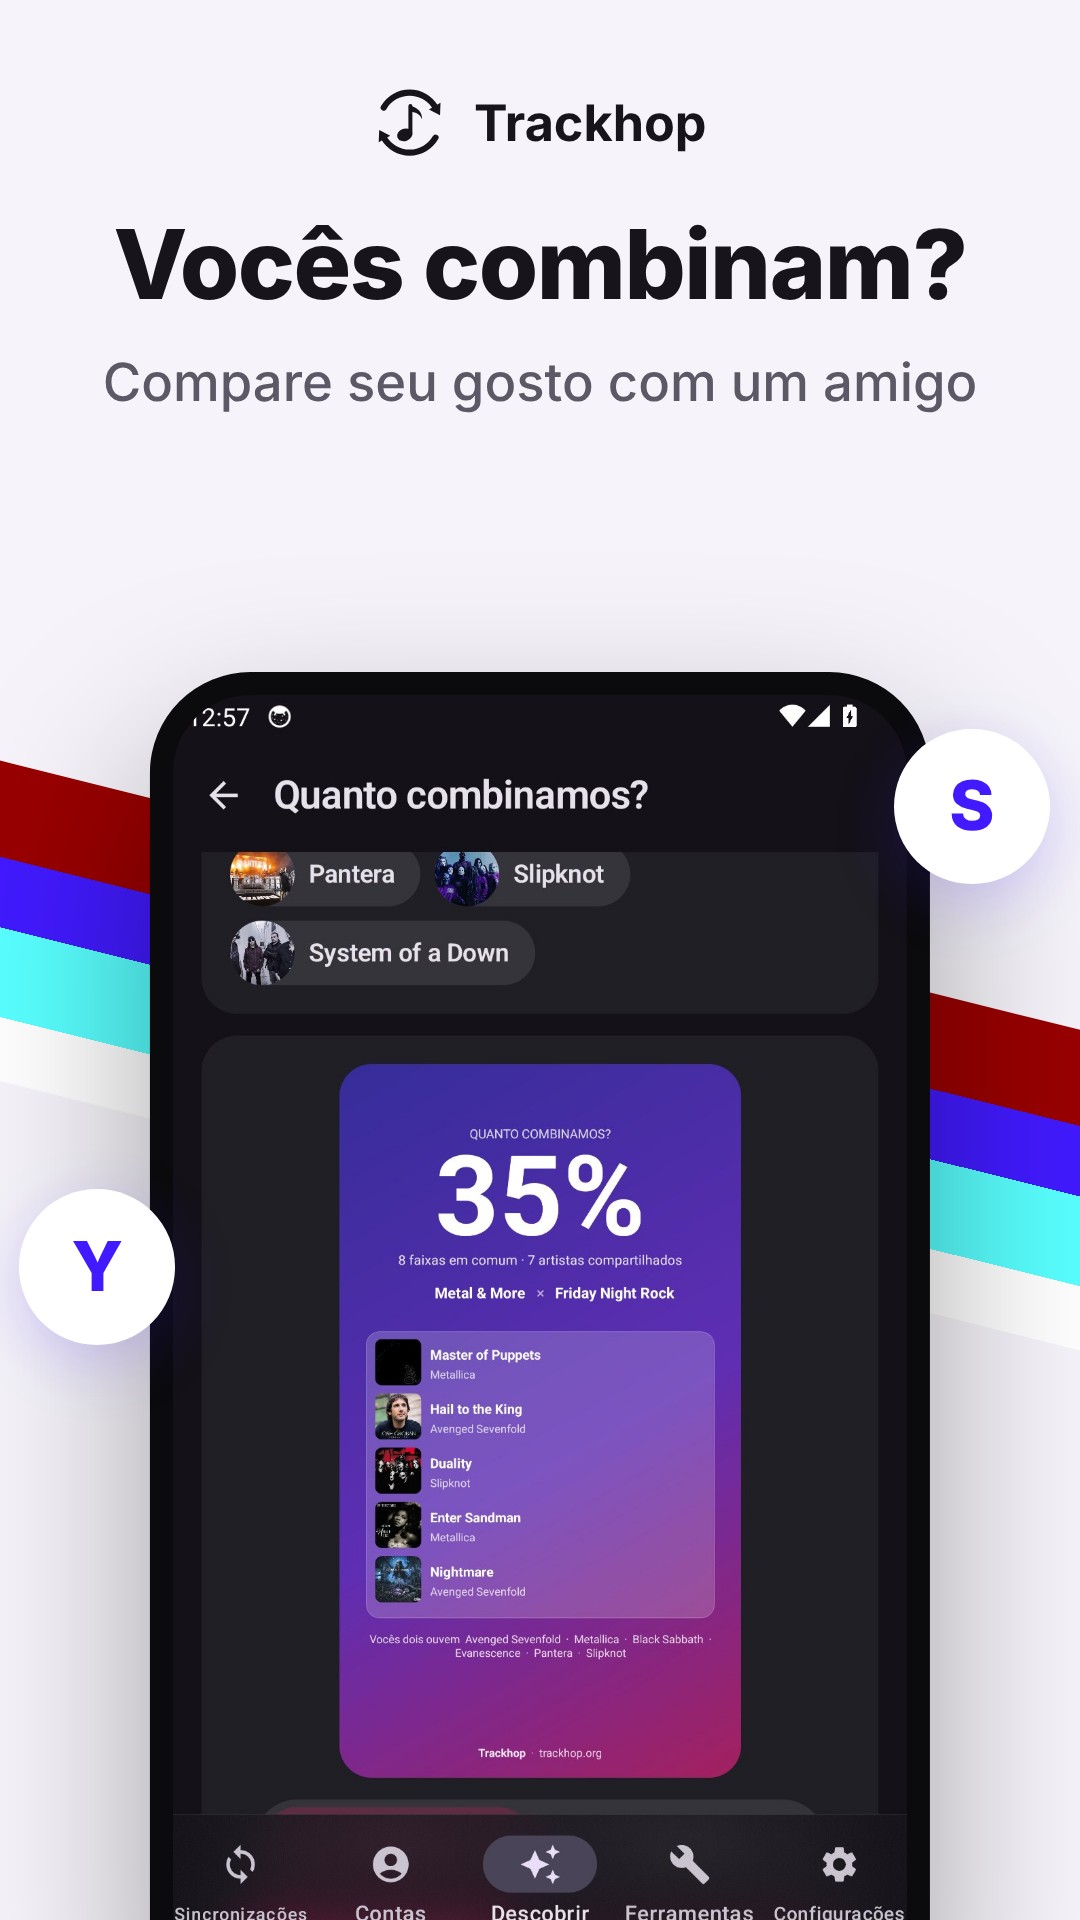 Trackhop
Vocês combinam?
Compare seu gosto com um amigo
12:57
Quanto combinamos?
Pantera
Slipknot
System of a Down
S
Y
QUANTO COMBINAMOS?
35%
8 faixas em comum · 7 artistas compartilhados
Metal & More × Friday Night Rock
Master of Puppets
Metallica
Hail to the King
Avenged Sevenfold
Duality
Slipknot
Enter Sandman
Metallica
Nightmare
Avenged Sevenfold
Vocês dois ouvem Avenged Sevenfold · Metallica · Black Sabbath ·
Evanescence · Pantera · Slipknot
Trackhop · trackhop.org
Sincronizações
Contas
Descobrir
Ferramentas
Configurações